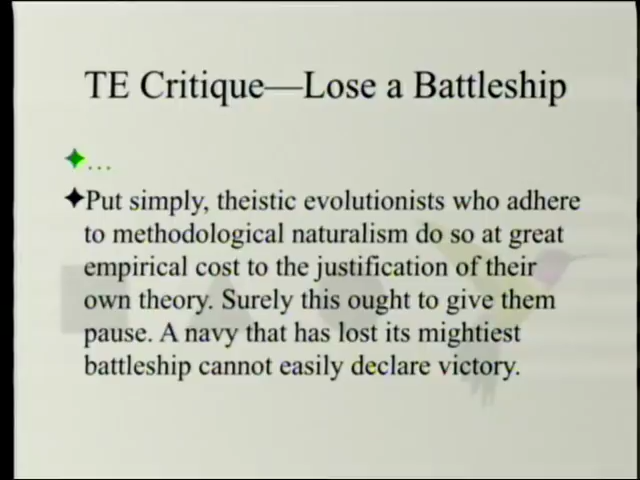 TE Critique—Lose a Battleship
...
Put simply, theistic evolutionists who adhere
to methodological naturalism do so at great
empirical cost to the justification of their
own theory. Surely this ought to give them
pause. A navy that has lost its mightiest
battleship cannot easily declare victory.